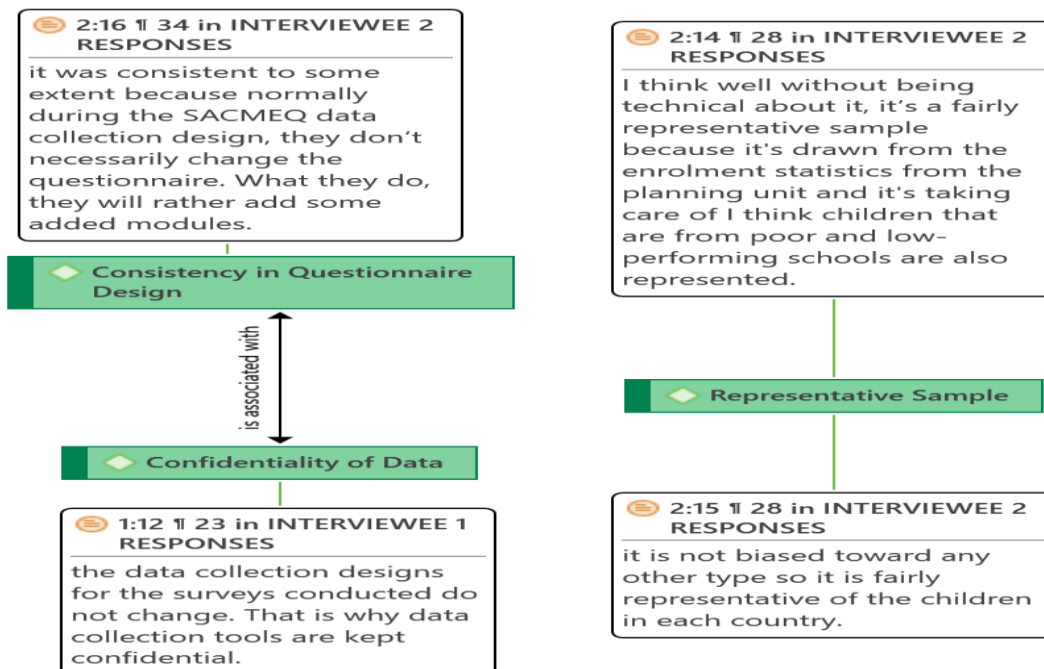 2:16 ¶ 34 in INTERVIEWEE 2
RESPONSES
it was consistent to some
extent because normally
during the SACMEQ data
collection design, they don’t
necessarily change the
questionnaire. What they do,
they will rather add some
added modules.
Consistency in Questionnaire
Design
is associated with
Confidentiality of Data
1:12 ¶ 23 in INTERVIEWEE 1
RESPONSES
the data collection designs
for the surveys conducted do
not change. That is why data
collection tools are kept
confidential.
2:14 ¶ 28 in INTERVIEWEE 2
RESPONSES
I think well without being
technical about it, it’s a fairly
representative sample
because it's drawn from the
enrolment statistics from the
planning unit and it's taking
care of I think children that
are from poor and low-
performing schools are also
represented.
Representative Sample
2:15 ¶ 28 in INTERVIEWEE 2
RESPONSES
it is not biased toward any
other type so it is fairly
representative of the children
in each country.